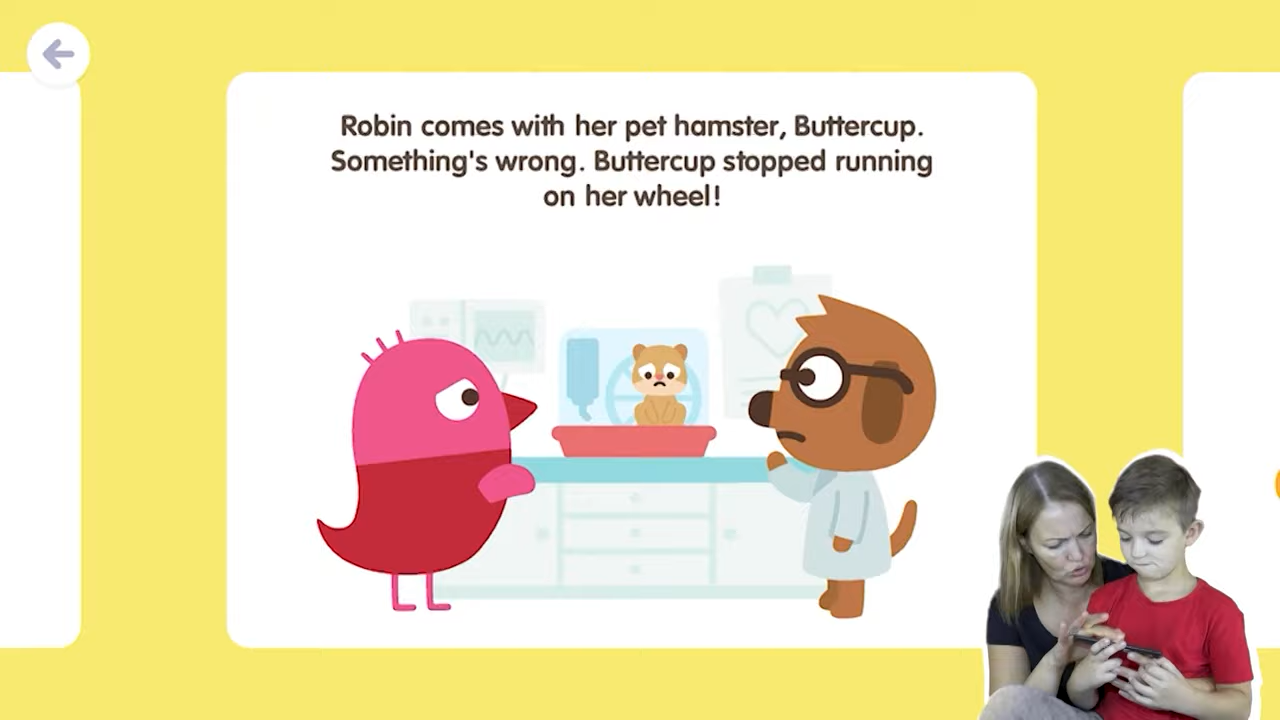 Robin comes with her pet hamster, Buttercup.
Something's wrong. Buttercup stopped running
on her wheel!